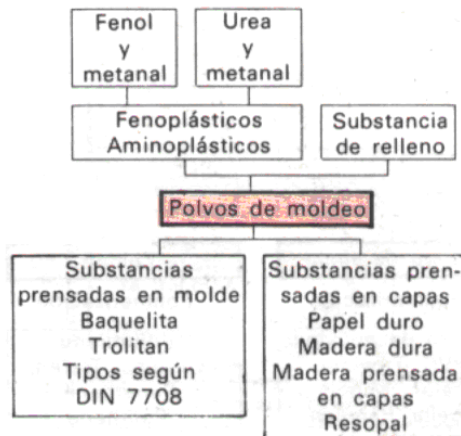 Fenol
y
metanal
Urea
y
metanal
Fenoplásticos
Aminoplásticos
Substancia
de relleno
Polvos de moldeo
Substancias
prensadas en molde
Baquelita
Trolitan
Tipos según
DIN 7708
Substancias pren-
sadas en capas
Papel duro
Madera dura
Madera prensada
en capas
Resopal